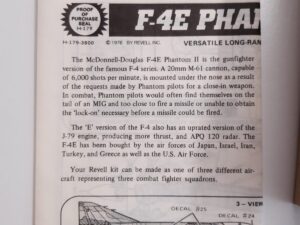 PROOF
OF
PURCHASE
SEAL
H-179
F-4E PHAN
H-179-3800
© 1976 BY REVELL INC.
VERSATILE LONG-RAN
The McDonnell-Douglas F-4E Phantom II is the gunfighter
version of the famous F-4 series. A 20mm M-61 cannon, capable
of 6,000 shots per minute, is mounted under the nose as a result
of the requests made by Phantom pilots for a close-in weapon.
In combat, Phantom pilots would often find themselves on the
tail of an MIG and too close to fire a missile or unable to obtain
the 'lock-on' necessary before a missile could be fired.
The 'E' version of the F-4 also has an uprated version of the
J-79 engine, producing more thrust, and APQ 120 radar. The
F-4E has been bought by the air forces of Japan, Israel, Iran,
Turkey, and Greece as well as the U.S. Air Force.
Your Revell kit can be made as one of three different air-
craft representing three combat fighter squadrons.
3 – VIEW
DECAL #25
DECAL #24